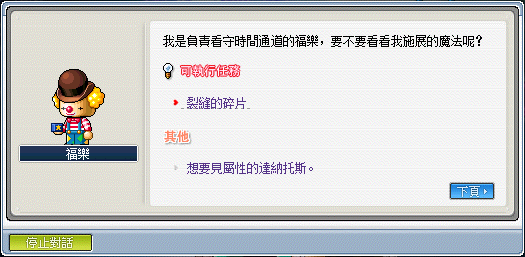 我是負責看守時間通道的福樂，要不要看看我施展的魔法呢？
可執行任務
裂縫的碎片
其他
想要見屬性的達納托斯。
福樂
下頁
停止對話